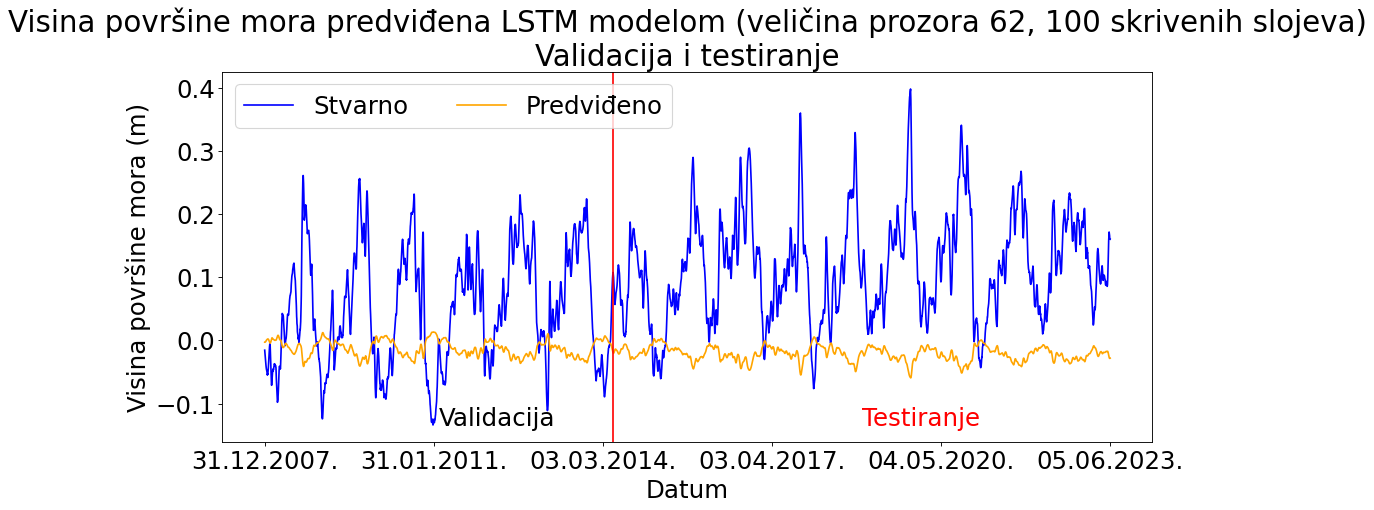 Visina površine mora predviđena LSTM modelom (veličina prozora 62, 100 skrivenih slojeva)
Validacija i testiranje
Stvarno
Predviđeno
Visina površine mora (m)
0.4
0.3
0.2
0.1
0.0
−0.1
Validacija
Testiranje
31.12.2007.
31.01.2011.
03.03.2014.
03.04.2017.
04.05.2020.
05.06.2023.
Datum